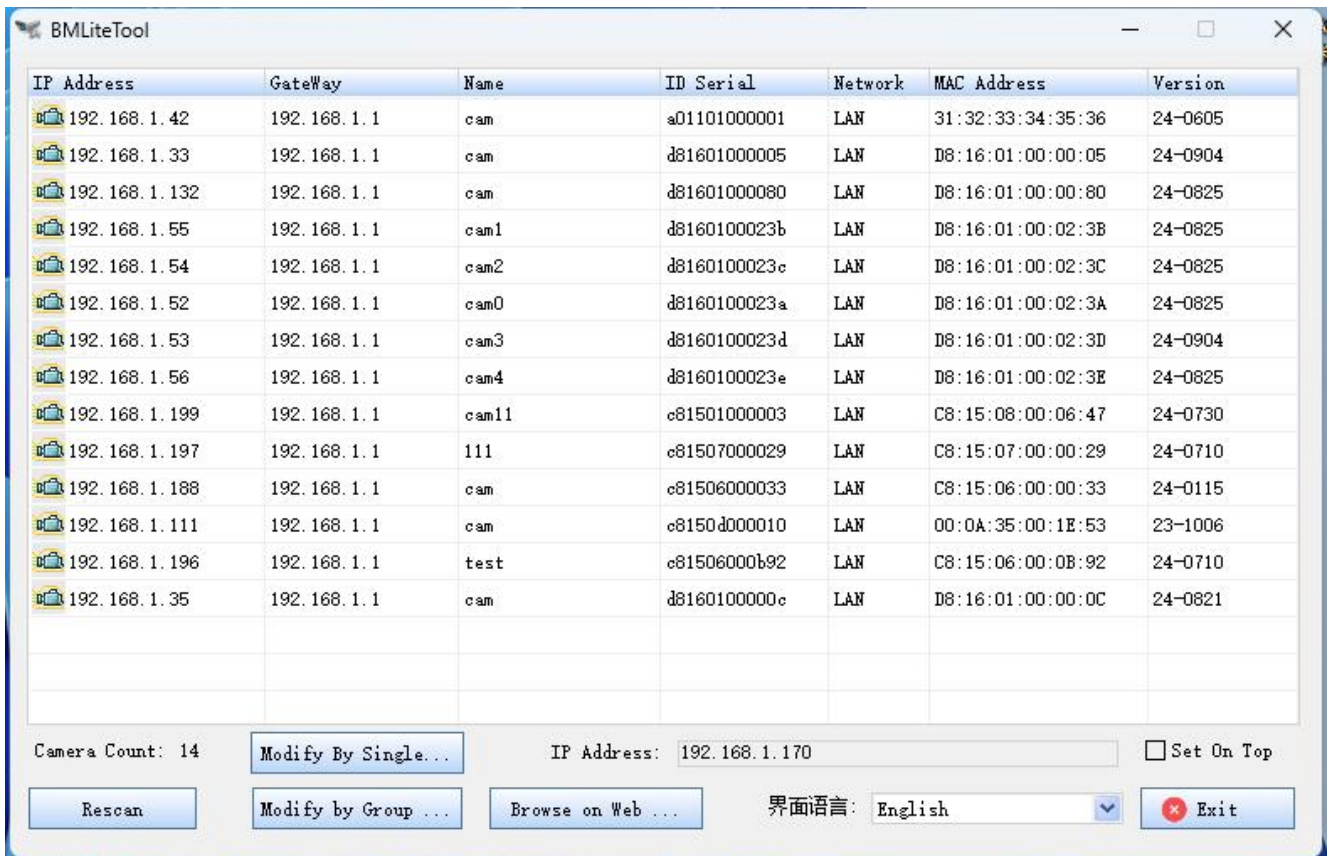 BMLiteTool
IP Address GateWay Name ID Serial Network MAC Address Version
192.168.1.42 192.168.1.1 cam a01101000001 LAN 31:32:33:34:35:36 24-0605
192.168.1.33 192.168.1.1 cam d81601000005 LAN D8:16:01:00:00:05 24-0904
192.168.1.132 192.168.1.1 cam d81601000080 LAN D8:16:01:00:00:80 24-0825
192.168.1.55 192.168.1.1 cam1 d8160100023b LAN D8:16:01:00:02:3B 24-0825
192.168.1.54 192.168.1.1 cam2 d8160100023c LAN D8:16:01:00:02:3C 24-0825
192.168.1.52 192.168.1.1 cam0 d8160100023a LAN D8:16:01:00:02:3A 24-0825
192.168.1.53 192.168.1.1 cam3 d8160100023d LAN D8:16:01:00:02:3D 24-0904
192.168.1.56 192.168.1.1 cam4 d8160100023e LAN D8:16:01:00:02:3E 24-0825
192.168.1.199 192.168.1.1 cam11 c81501000003 LAN C8:15:08:00:06:47 24-0730
192.168.1.197 192.168.1.1 111 c81507000029 LAN C8:15:07:00:00:29 24-0710
192.168.1.188 192.168.1.1 cam c81506000033 LAN C8:15:06:00:00:33 24-0115
192.168.1.111 192.168.1.1 cam c8150d000010 LAN 00:0A:35:00:1E:53 23-1006
192.168.1.196 192.168.1.1 test c81506000b92 LAN C8:15:06:00:0B:92 24-0710
192.168.1.35 192.168.1.1 cam d8160100000c LAN D8:16:01:00:00:0C 24-0821
Camera Count: 14 Modify By Single... IP Address: 192.168.1.170 Set On Top
Rescan Modify by Group ... Browse on Web ... 界面语言: English Exit